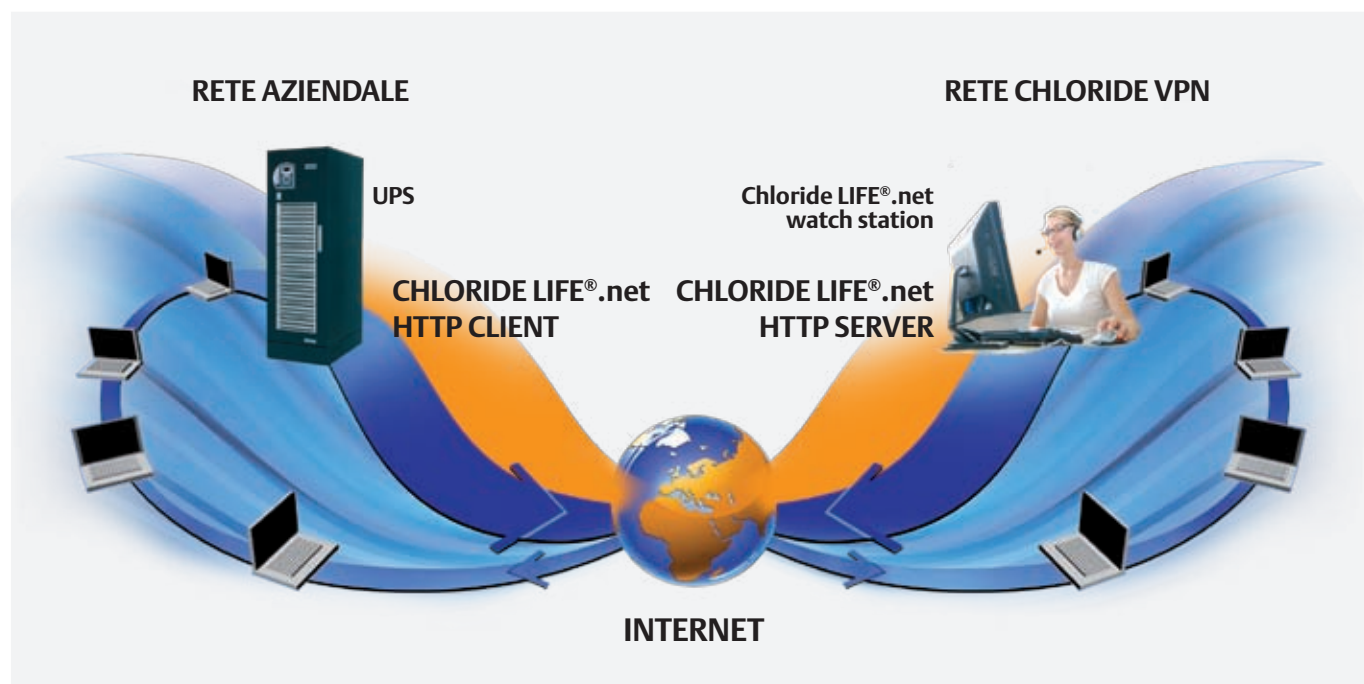 RETE AZIENDALE
RETE CHLORIDE VPN
UPS
Chloride LIFE®.net
watch station
CHLORIDE LIFE®.net
HTTP CLIENT
CHLORIDE LIFE®.net
HTTP SERVER
INTERNET